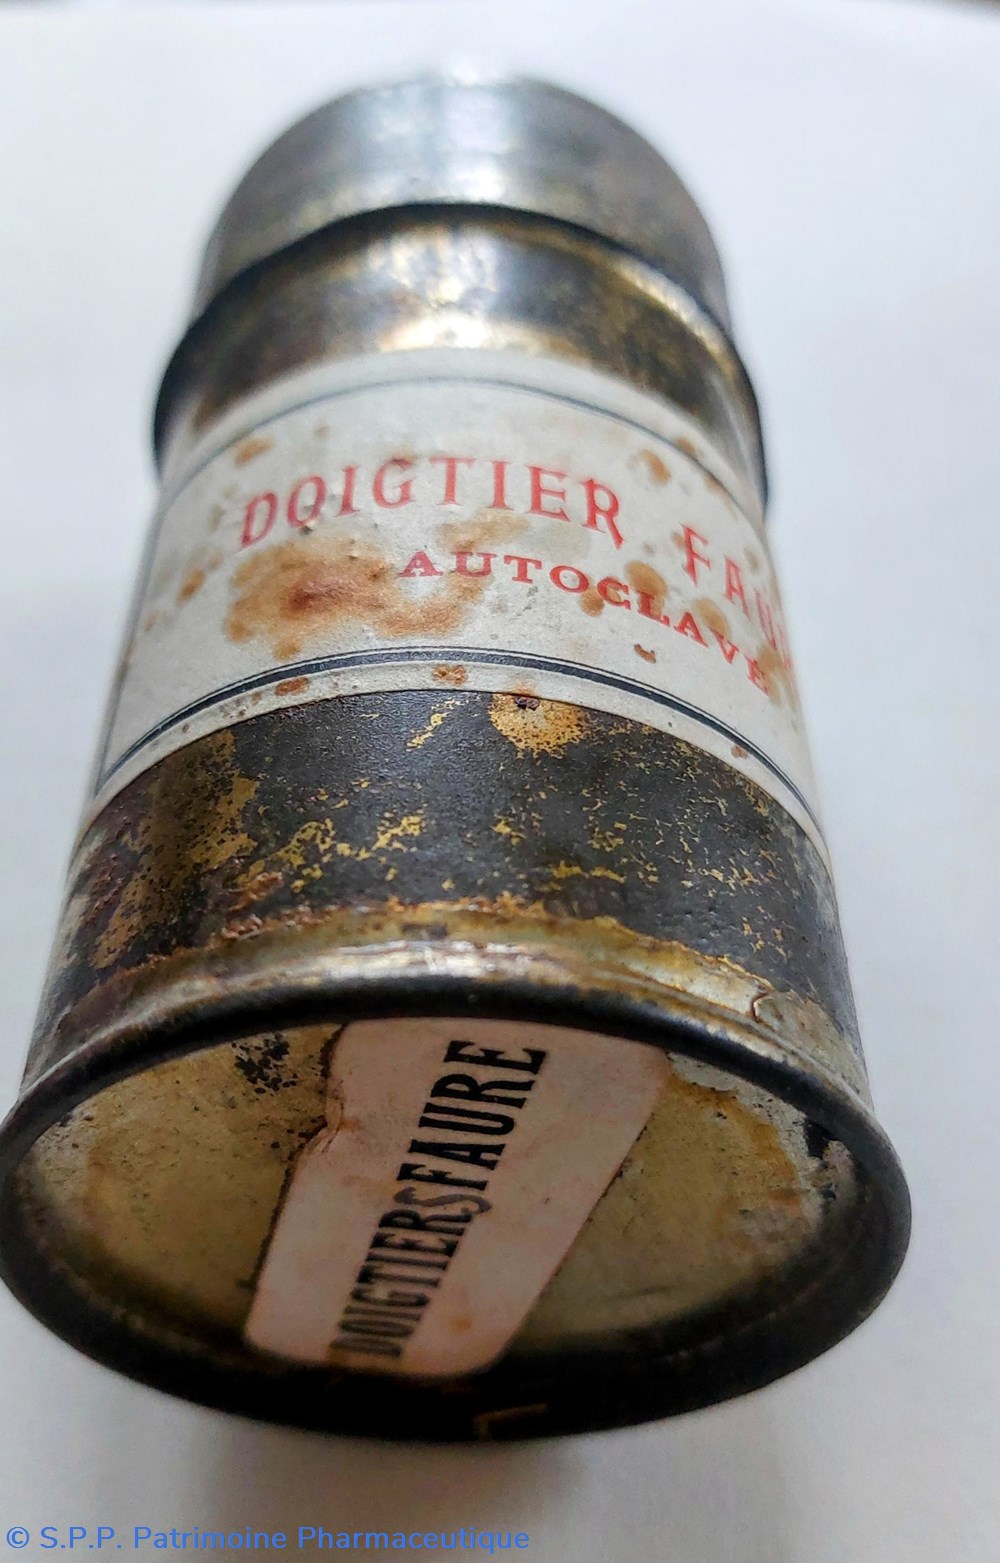 DOIGTIER
AUTOCLAVE
DOIGTIERSFAURE
© S.P.P. Patrimoine Pharmaceutique